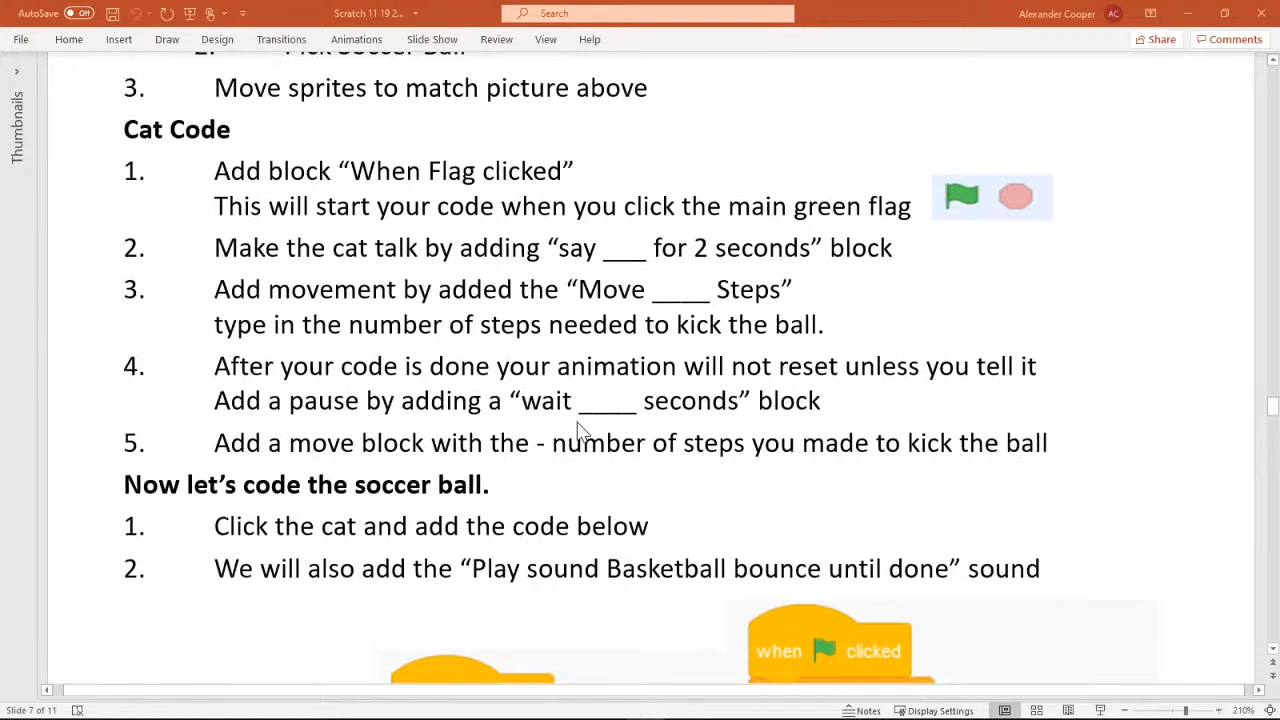 AutoSave Off Scratch 11 19 2... Search Alexander Cooper AC
File Home Insert Draw Design Transitions Animations Slide Show Review View Help Share Comments
Thumbnails
2. Pick Soccer Ball
3. Move sprites to match picture above
Cat Code
1. Add block “When Flag clicked”
This will start your code when you click the main green flag
2. Make the cat talk by adding “say ___ for 2 seconds” block
3. Add movement by added the “Move ____ Steps”
type in the number of steps needed to kick the ball.
4. After your code is done your animation will not reset unless you tell it
Add a pause by adding a “wait ____ seconds” block
5. Add a move block with the - number of steps you made to kick the ball
Now let’s code the soccer ball.
1. Click the cat and add the code below
2. We will also add the “Play sound Basketball bounce until done” sound
when clicked
Slide 7 of 11 Notes Display Settings 210%